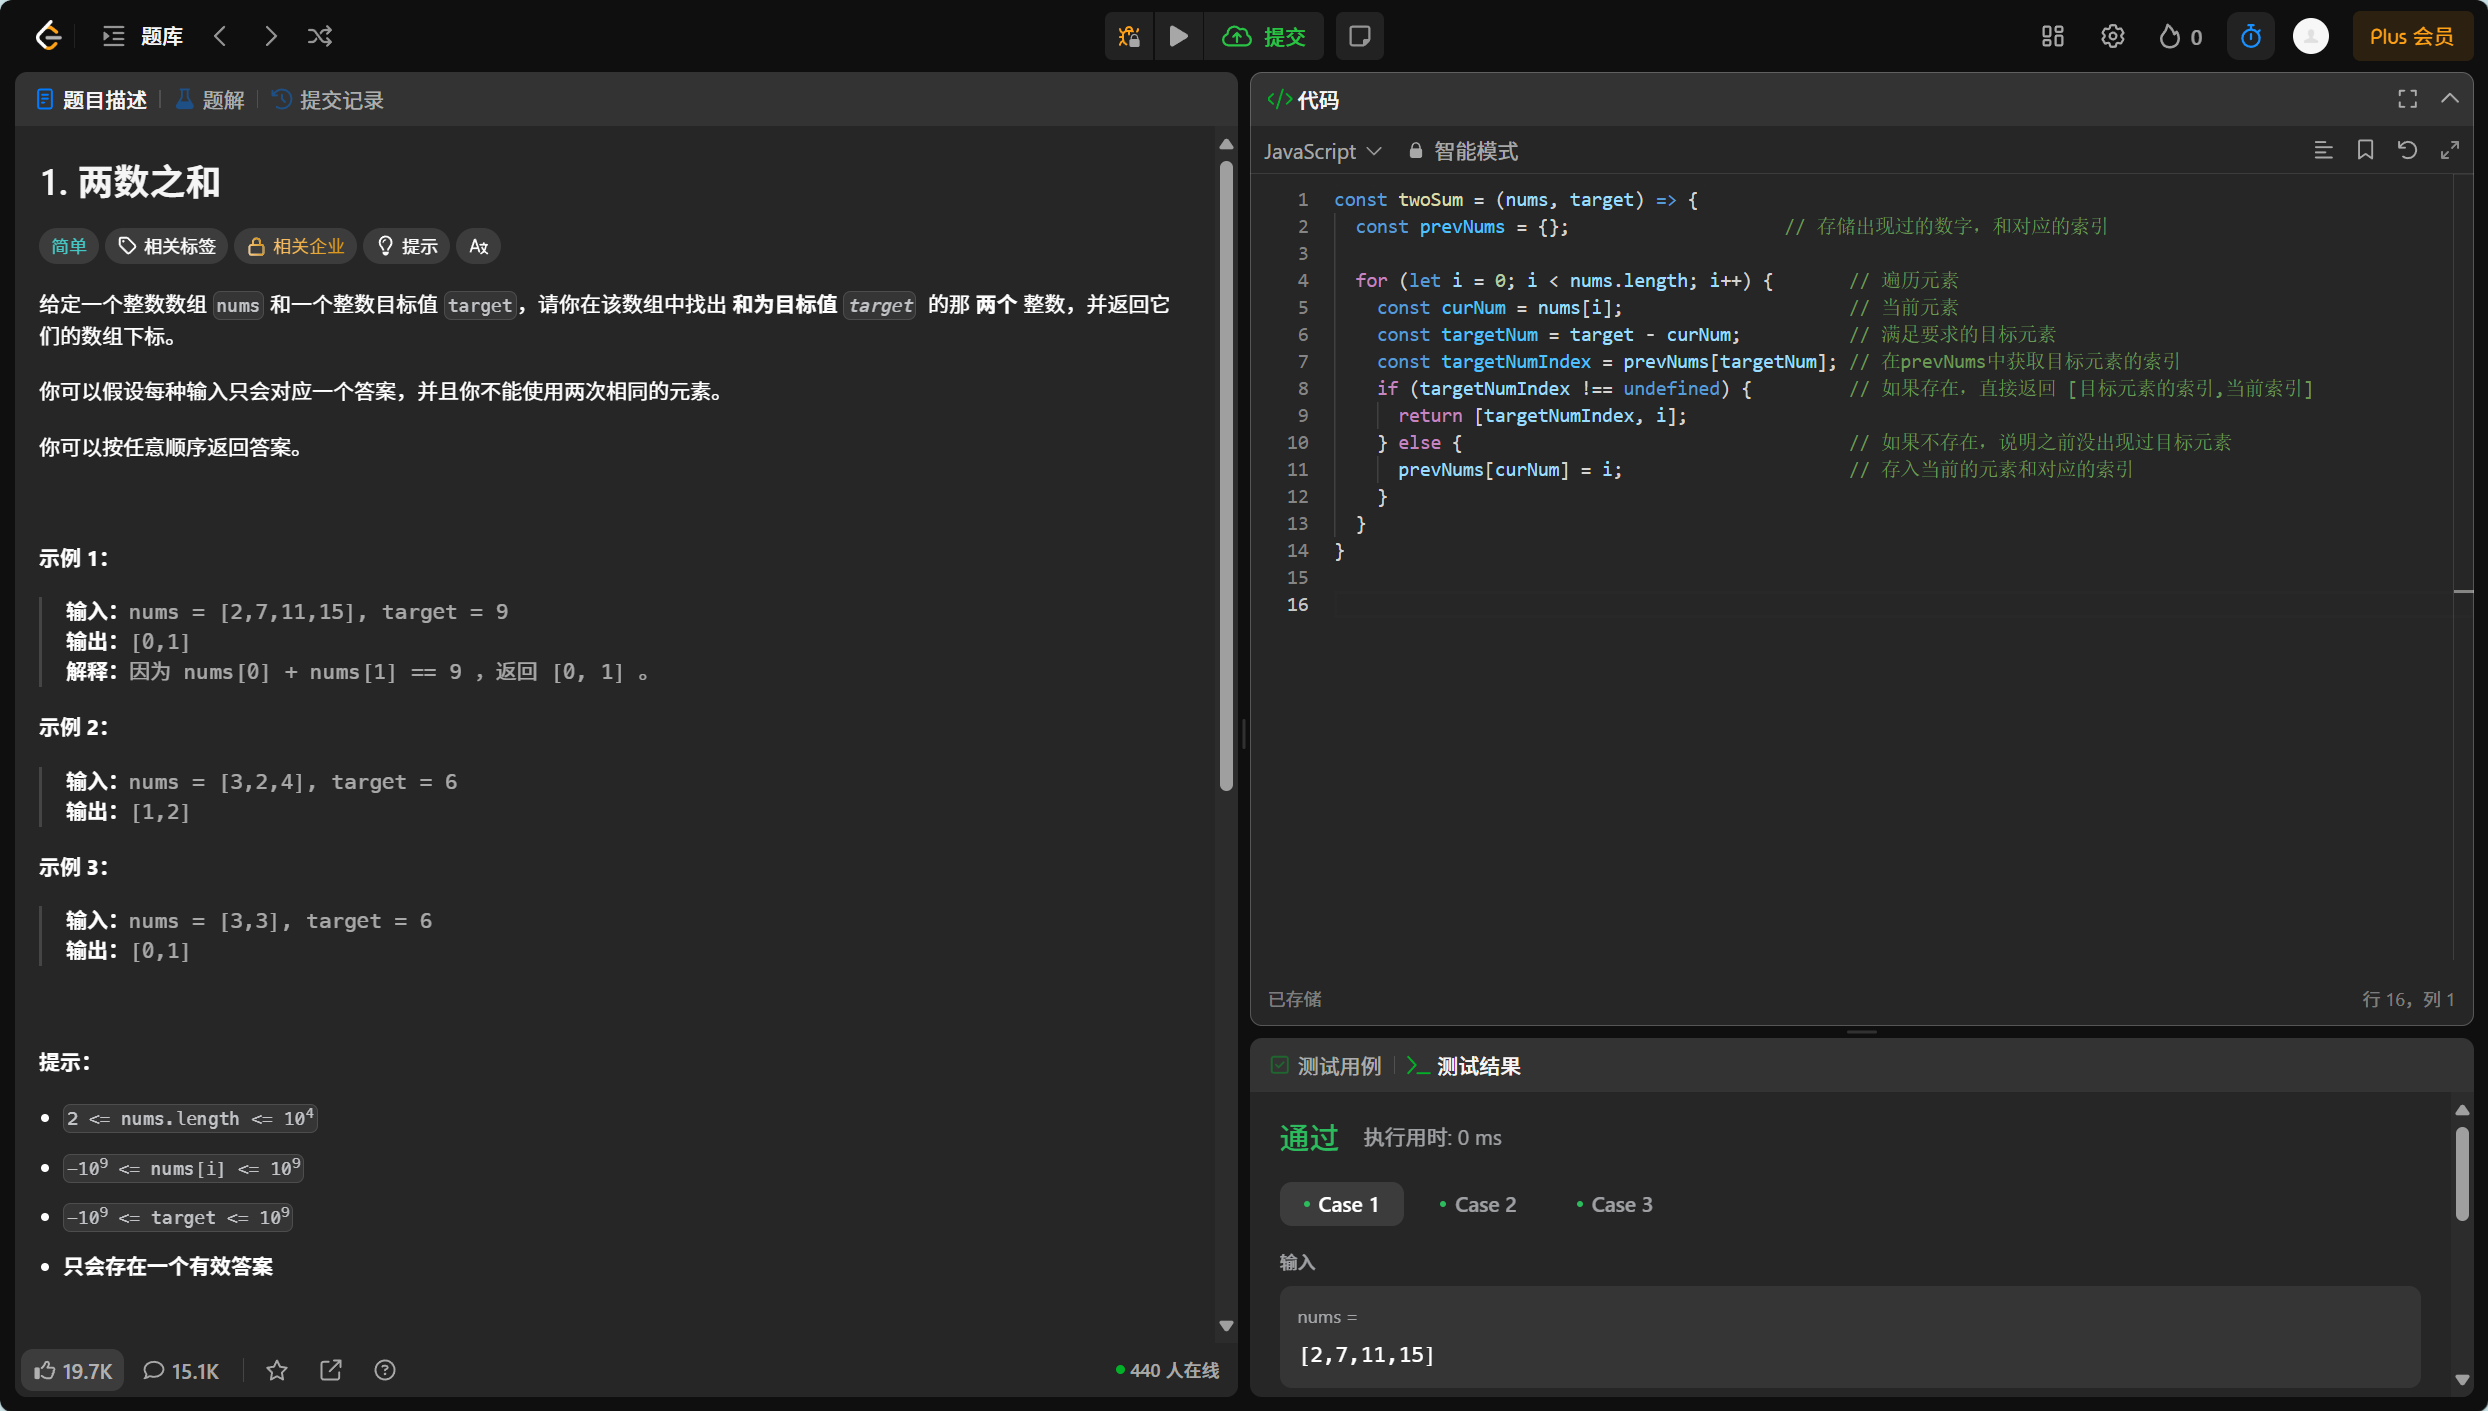 题库
提交
0
Plus 会员
题目描述
题解
提交记录
1. 两数之和
简单
相关标签
相关企业
提示
给定一个整数数组 nums 和一个整数目标值 target，请你在该数组中找出 和为目标值 target 的那 两个 整数，并返回它
们的数组下标。
你可以假设每种输入只会对应一个答案，并且你不能使用两次相同的元素。
你可以按任意顺序返回答案。
示例 1：
输入：nums = [2,7,11,15], target = 9
输出：[0,1]
解释：因为 nums[0] + nums[1] == 9 ，返回 [0, 1] 。
示例 2：
输入：nums = [3,2,4], target = 6
输出：[1,2]
示例 3：
输入：nums = [3,3], target = 6
输出：[0,1]
提示：
• 2 <= nums.length <= 10⁴
• -10⁹ <= nums[i] <= 10⁹
• -10⁹ <= target <= 10⁹
• 只会存在一个有效答案
19.7K
15.1K
440 人在线
</> 代码
JavaScript
智能模式
1 const twoSum = (nums, target) => {
2   const prevNums = {};                    // 存储出现过的数字，和对应的索引
3
4   for (let i = 0; i < nums.length; i++) {       // 遍历元素
5     const curNum = nums[i];                     // 当前元素
6     const targetNum = target - curNum;          // 满足要求的目标元素
7     const targetNumIndex = prevNums[targetNum]; // 在prevNums中获取目标元素的索引
8     if (targetNumIndex !== undefined) {         // 如果存在，直接返回 [目标元素的索引,当前索引]
9       return [targetNumIndex, i];
10     } else {                                    // 如果不存在，说明之前没出现过目标元素
11       prevNums[curNum] = i;                     // 存入当前的元素和对应的索引
12     }
13   }
14 }
15
16
已存储
行 16，列 1
测试用例
测试结果
通过
执行用时: 0 ms
Case 1
Case 2
Case 3
输入
nums =
[2,7,11,15]